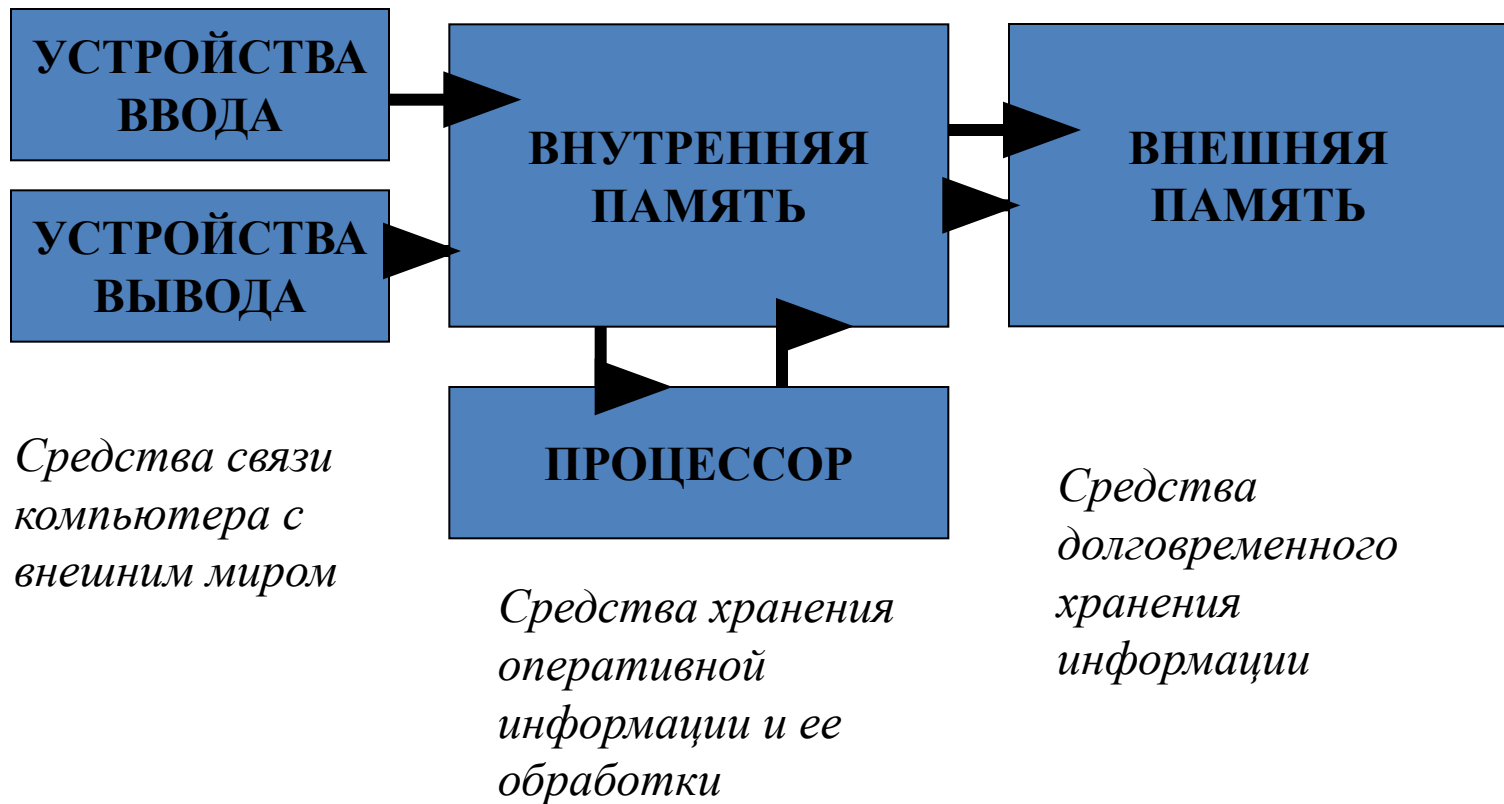 УСТРОЙСТВА
ВВОДА
УСТРОЙСТВА
ВЫВОДА
ВНУТРЕННЯЯ
ПАМЯТЬ
ВНЕШНЯЯ
ПАМЯТЬ
ПРОЦЕССОР
Средства связи
компьютера с
внешним миром
Средства хранения
оперативной
информации и ее
обработки
Средства
долговременного
хранения
информации